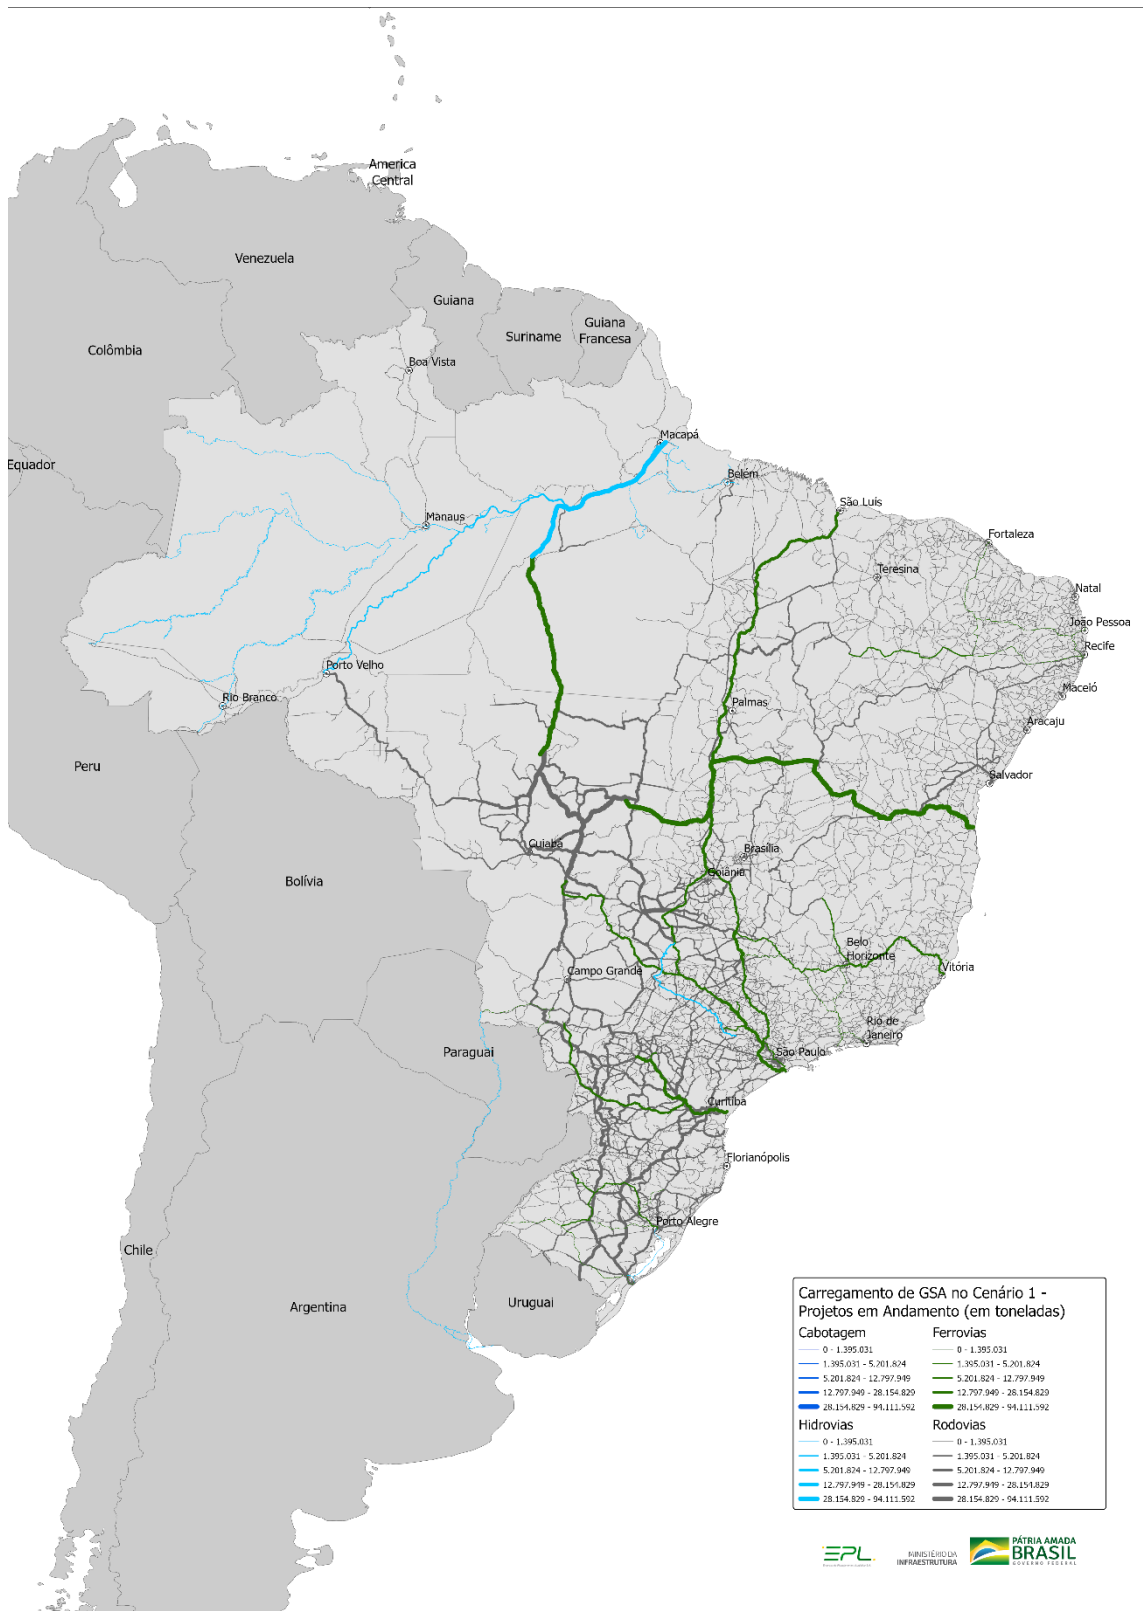 America
Central
Venezuela
Guiana
Suriname
Guiana
Francesa
Colômbia
Boa Vista
Macapá
Equador
Belém
São Luis
Manaus
Fortaleza
Teresina
Natal
João Pessoa
Recife
Porto Velho
Rio Branco
Maceió
Palmas
Aracaju
Peru
Salvador
Cuiabá
Brasília
Goiânia
Bolívia
Belo
Horizonte
Vitória
Campo Grande
Rio de
Janeiro
Paraguai
São Paulo
Curitiba
Florianópolis
Porto Alegre
Chile
Argentina
Uruguai
Carregamento de GSA no Cenário 1 -
Projetos em Andamento (em toneladas)
Cabotagem
0 - 1.395.031
1.395.031 - 5.201.824
5.201.824 - 12.797.949
12.797.949 - 28.154.829
28.154.829 - 94.111.592
Ferrovias
0 - 1.395.031
1.395.031 - 5.201.824
5.201.824 - 12.797.949
12.797.949 - 28.154.829
28.154.829 - 94.111.592
Hidrovias
0 - 1.395.031
1.395.031 - 5.201.824
5.201.824 - 12.797.949
12.797.949 - 28.154.829
28.154.829 - 94.111.592
Rodovias
0 - 1.395.031
1.395.031 - 5.201.824
5.201.824 - 12.797.949
12.797.949 - 28.154.829
28.154.829 - 94.111.592
EPL
MINISTÉRIO DA
INFRAESTRUTURA
PÁTRIA AMADA
BRASIL
GOVERNO FEDERAL